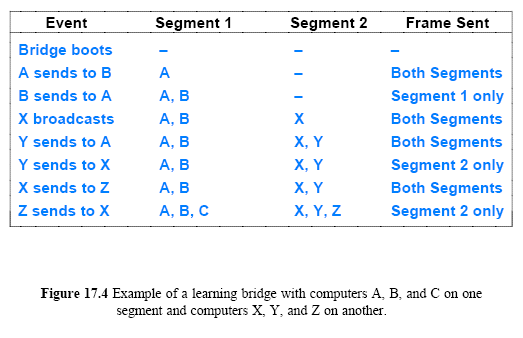 Event Segment 1 Segment 2 Frame Sent
Bridge boots – – –
A sends to B A – Both Segments
B sends to A A, B – Segment 1 only
X broadcasts A, B X Both Segments
Y sends to A A, B X, Y Both Segments
Y sends to X A, B X, Y Segment 2 only
X sends to Z A, B X, Y Both Segments
Z sends to X A, B, C X, Y, Z Segment 2 only
Figure 17.4 Example of a learning bridge with computers A, B, and C on one
segment and computers X, Y, and Z on another.